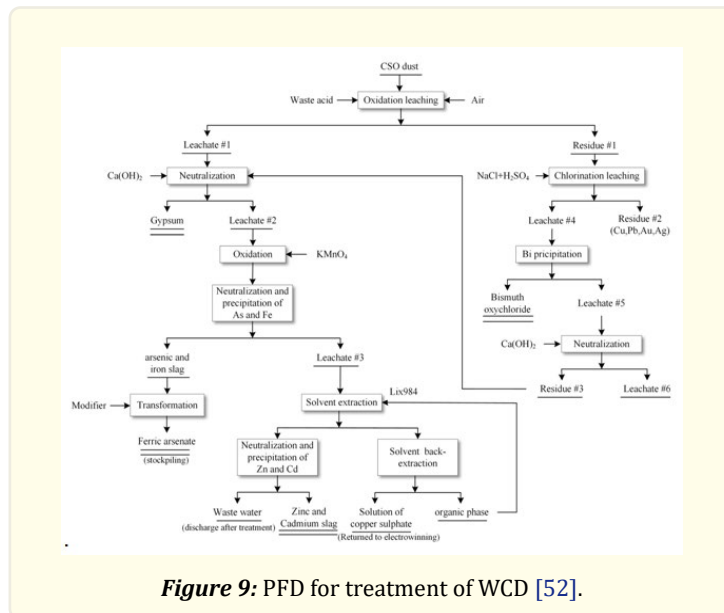 CSO dust
Waste acid
Oxidation leaching
Air
Leachate #1
Residue #1
Ca(OH)₂
Neutralization
NaCl+H₂SO₄
Chlorination leaching
Gypsum
Leachate #2
Leachate #4
Residue #2
(Cu,Pb,Au,Ag)
Oxidation
KMnO₄
Bi pricipitation
Neutralization and
precipitation of
As and Fe
Bismuth
oxychloride
Leachate #5
Ca(OH)₂
Neutralization
arsenic and
iron slag
Leachate #3
Residue #3
Leachate #6
Lix984
Modifier
Transformation
Solvent extraction
Ferric arsenate
(stockpiling)
Neutralization and
precipitation of
Zn and Cd
Solvent back-
extraction
Waste water
(discharge after treatment)
Zinc and
Cadmium slag
Solution of
copper sulphate
(Returned to electrowinning)
organic phase
.
Figure 9: PFD for treatment of WCD [52].